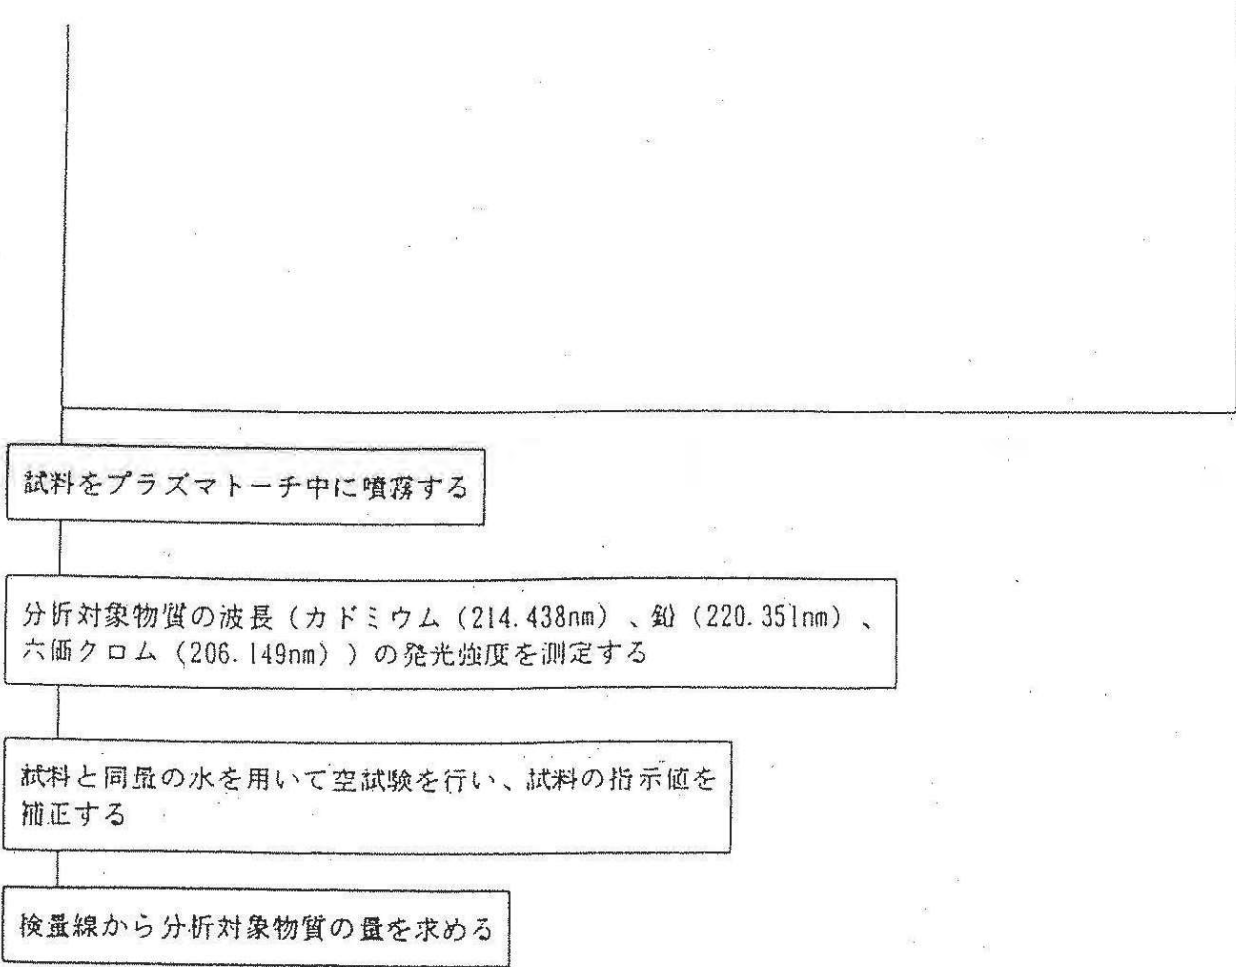 試料をプラズマトーチ中に噴霧する
分析対象物質の波長（カドミウム（214.438nm）、鉛（220.351nm）、
六価クロム（206.149nm））の発光強度を測定する
試料と同量の水を用いて空試験を行い、試料の指示値を
補正する
検量線から分析対象物質の量を求める